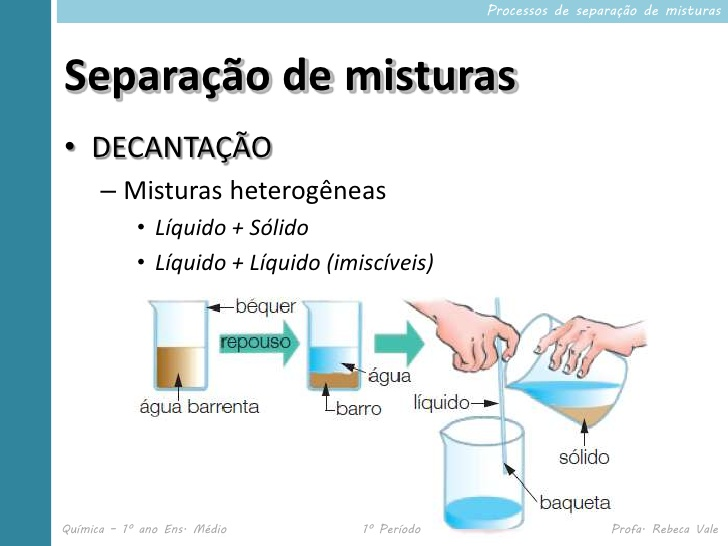 Processos de separação de misturas
Separação de misturas
• DECANTAÇÃO
– Misturas heterogêneas
• Líquido + Sólido
• Líquido + Líquido (imiscíveis)
béquer
repouso
água
água barrenta
barro
líquido
sólido
baqueta
Química – 1º ano Ens. Médio
1º Período
Profa. Rebeca Vale